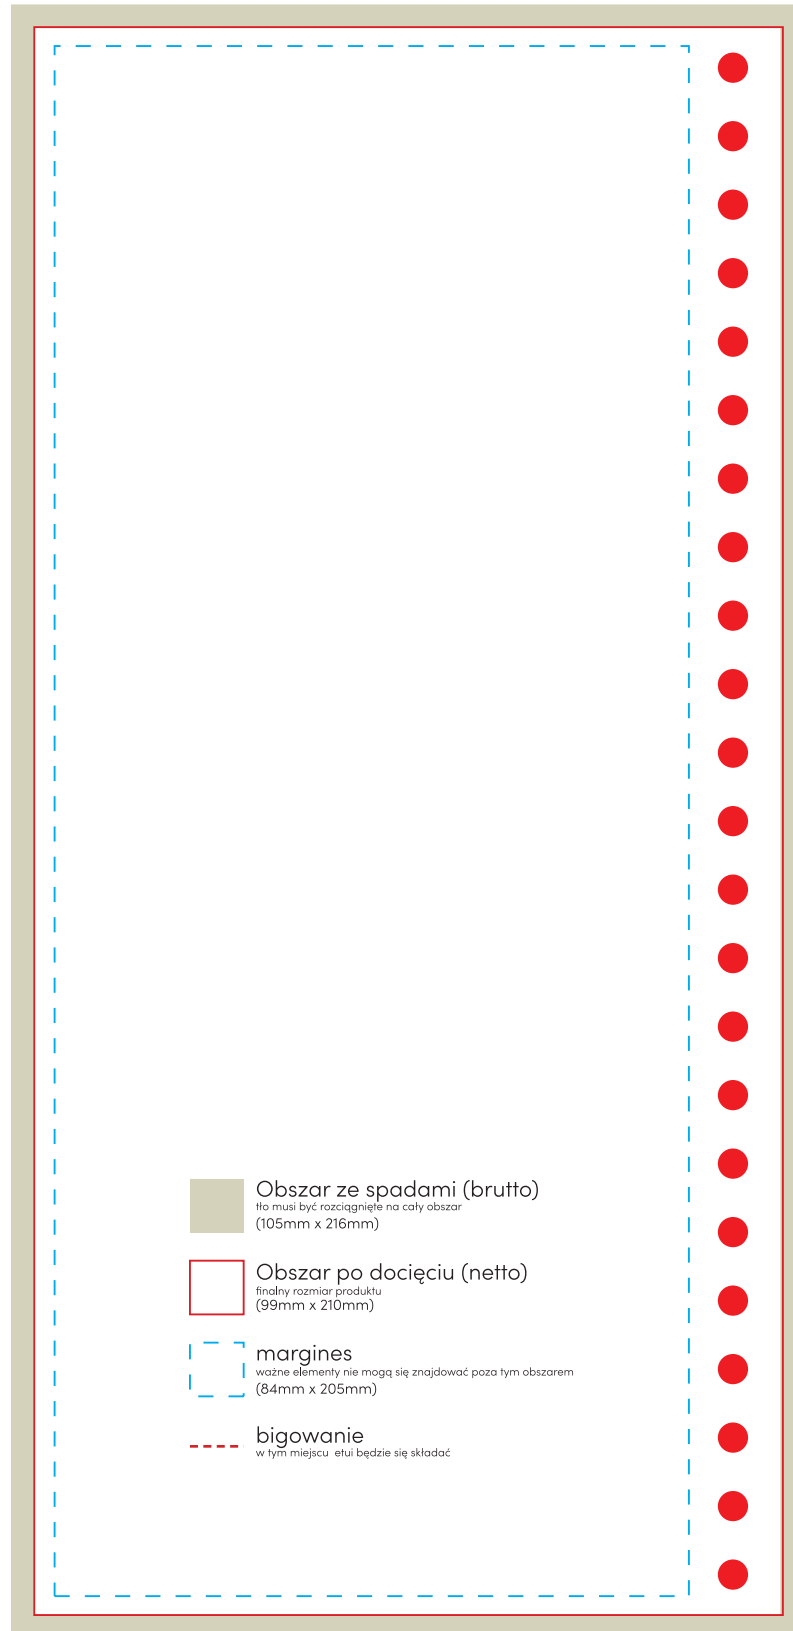 Obszar ze spadami (brutto)
tło musi być rozciągnięte na cały obszar
(105mm x 216mm)
Obszar po docięciu (netto)
finalny rozmiar produktu
(99mm x 210mm)
margines
ważne elementy nie mogą się znajdować poza tym obszarem
(84mm x 205mm)
bigowanie
w tym miejscu etui będzie się składać